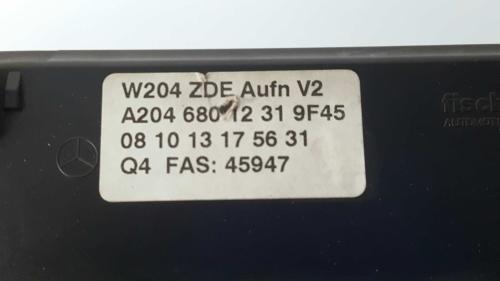 W204 ZDE Aufn V2
A204 680 12 31 9F45
08 10 13 17 56 31
Q4 FAS: 45947
fisch
AUTOMOTI